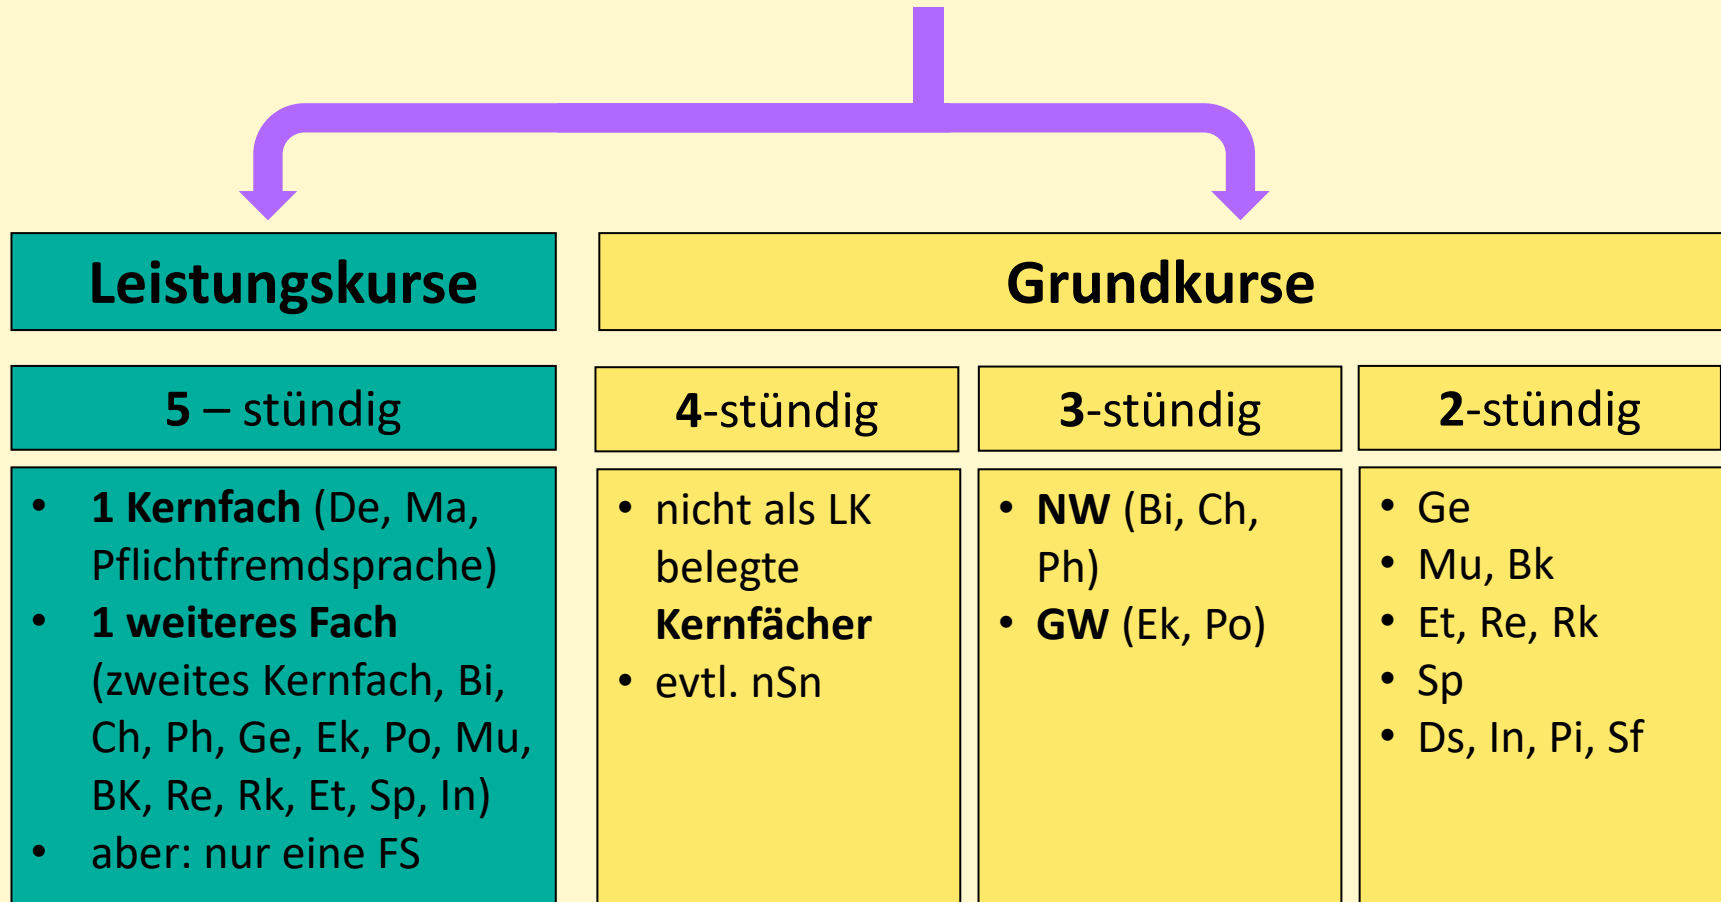 Leistungskurse
Grundkurse
5 – stündig
4-stündig
3-stündig
2-stündig
• 1 Kernfach (De, Ma,
Pflichtfremdsprache)
• 1 weiteres Fach
(zweites Kernfach, Bi,
Ch, Ph, Ge, Ek, Po, Mu,
BK, Re, Rk, Et, Sp, In)
• aber: nur eine FS
• nicht als LK
belegte
Kernfächer
• evtl. nSn
• NW (Bi, Ch,
Ph)
• GW (Ek, Po)
• Ge
• Mu, Bk
• Et, Re, Rk
• Sp
• Ds, In, Pi, Sf